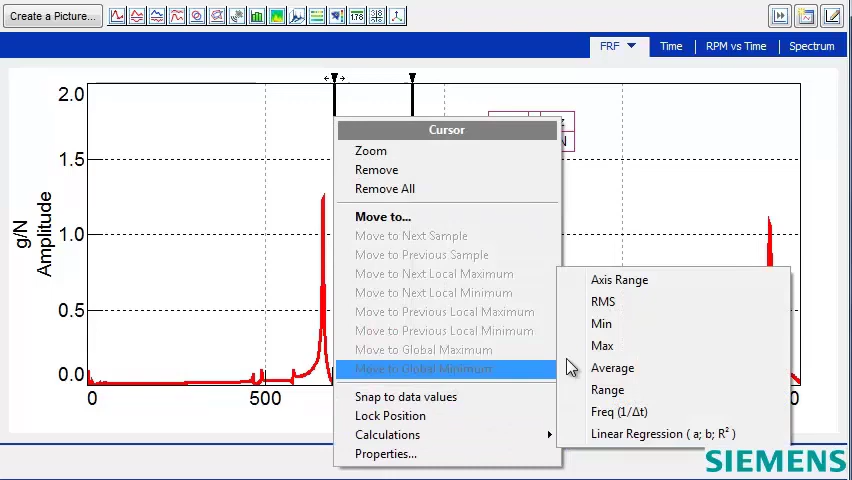 Create a Picture...
FRF
Time
RPM vs Time
Spectrum
2.0
1.5
1.0
0.5
0.0
g/N
Amplitude
0
500
Cursor
Zoom
Remove
Remove All
Move to...
Move to Next Sample
Move to Previous Sample
Move to Next Local Maximum
Move to Next Local Minimum
Move to Previous Local Maximum
Move to Previous Local Minimum
Move to Global Maximum
Move to Global Minimum
Snap to data values
Lock Position
Calculations
Properties...
Axis Range
RMS
Min
Max
Average
Range
Freq (1/Δt)
Linear Regression ( a; b; R² )
SIEMENS